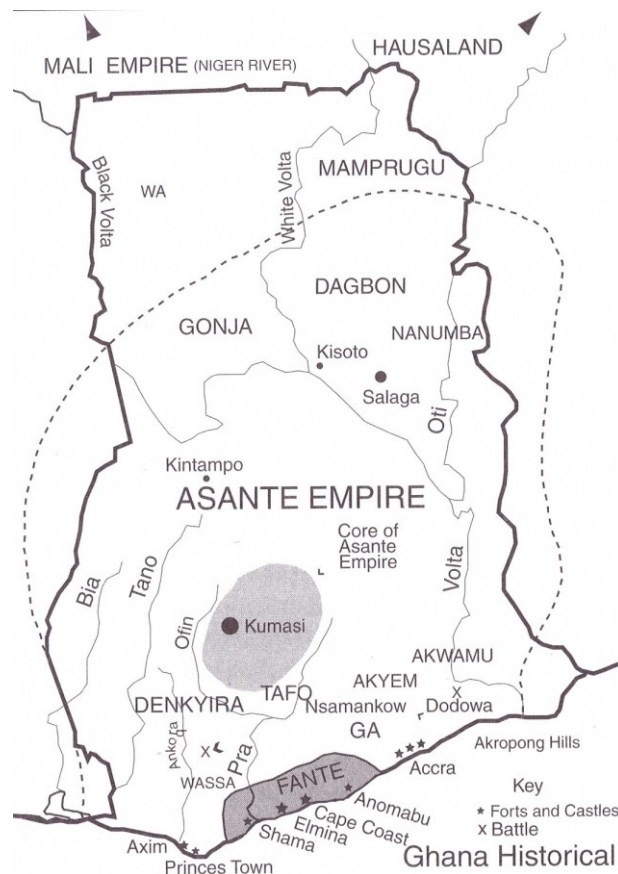 HAUSALAND
MALI EMPIRE (NIGER RIVER)
Black Volta
WA
White Volta
MAMPRUGU
DAGBON
GONJA
NANUMBA
Kisoto
Salaga
Oti
Kintampo
ASANTE EMPIRE
Core of
Asante
Empire
Bia
Tano
Ofin
Volta
Kumasi
AKWAMU
AKYEM
TAFO
DENKYIRA
Nsamankow
Dodowa
X
GA
Ankora
X
Pra
Akropong Hills
WASSA
FANTE
Accra
Key
Anomabu
Forts and Castles
Cape Coast
X Battle
Elmina
Shama
Axim
Princes Town
Ghana Historical